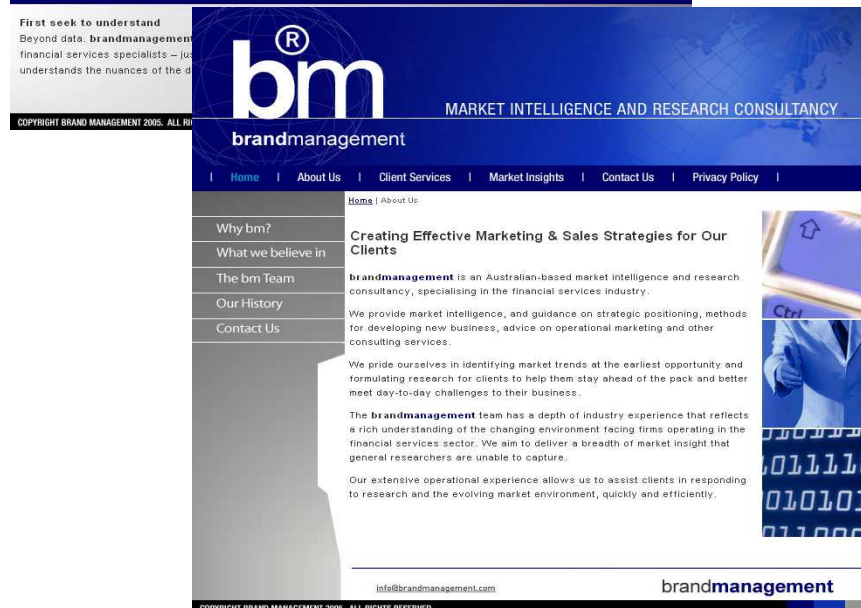 First seek to understand
Beyond data. brandmanagement
financial services specialists – jus
understands the nuances of the d
COPYRIGHT BRAND MANAGEMENT 2005. ALL RI
®
bm
brandmanagement
MARKET INTELLIGENCE AND RESEARCH CONSULTANCY
| Home | About Us | Client Services | Market Insights | Contact Us | Privacy Policy |
Home | About Us
Why bm?
What we believe in
The bm Team
Our History
Contact Us
Creating Effective Marketing & Sales Strategies for Our
Clients
brandmanagement is an Australian-based market intelligence and research
consultancy, specialising in the financial services industry.
We provide market intelligence, and guidance on strategic positioning, methods
for developing new business, advice on operational marketing and other
consulting services.
We pride ourselves in identifying market trends at the earliest opportunity and
formulating research for clients to help them stay ahead of the pack and better
meet day-to-day challenges to their business.
The brandmanagement team has a depth of industry experience that reflects
a rich understanding of the changing environment facing firms operating in the
financial services sector. We aim to deliver a breadth of market insight that
general researchers are unable to capture.
Our extensive operational experience allows us to assist clients in responding
to research and the evolving market environment, quickly and efficiently.
Ctrl
info@brandmanagement.com
brandmanagement
COPYRIGHT BRAND MANAGEMENT 2005. ALL RIGHTS RESERVED